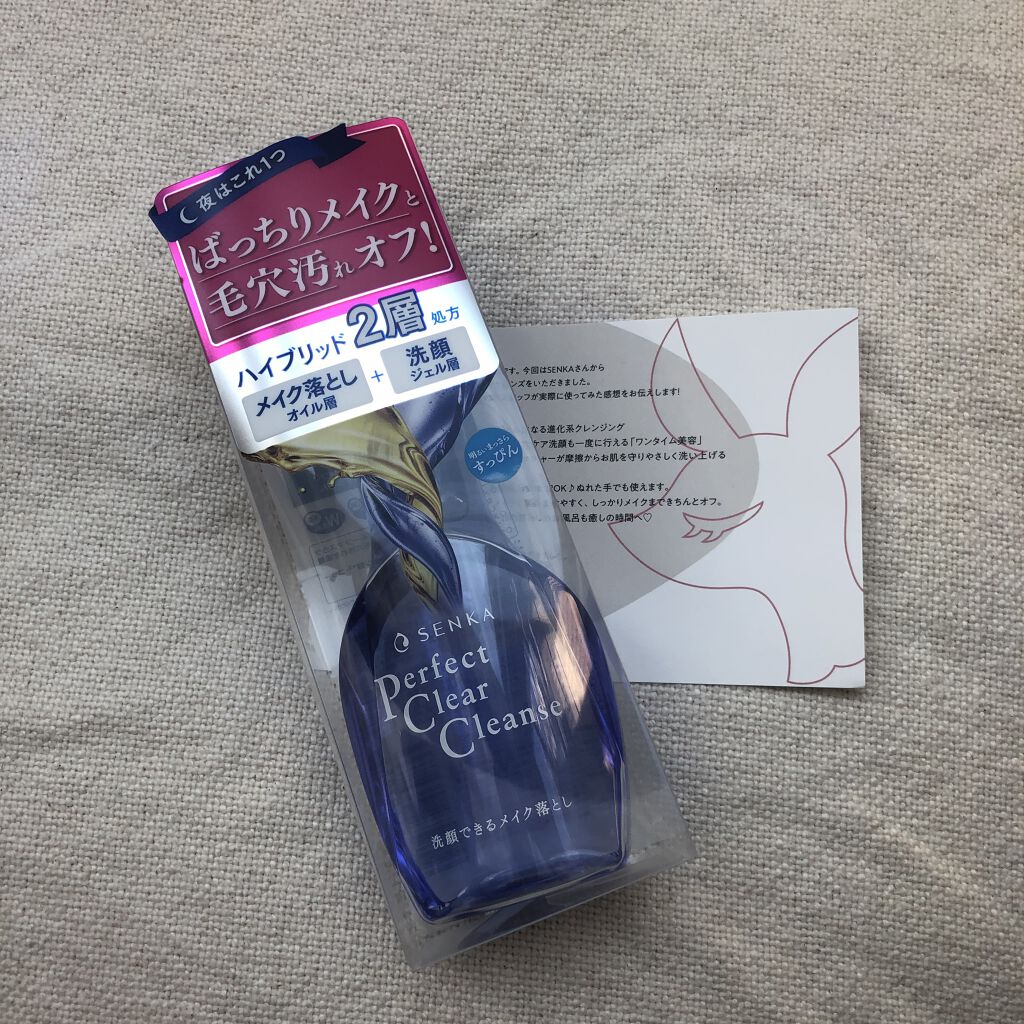 夜はこれ1つ
ばっちりメイクと
毛穴汚れオフ!
ハイブリッド2層処方
メイク落とし
オイル層
+
洗顔
ジェル層
明るいまっさら
すっぴん
SENKA
Perfect
Clear
Cleanse
洗顔できるメイク落とし
です。今回はSENKAさんから
ンズをいただきました。
ッフが実際に使ってみた感想をお伝えします!
なる進化系クレンジング
ケア洗顔も一度に行える「ワンタイム美容」
チャーが摩擦からお肌を守りやさしく洗い上げる
OK♪ぬれた手でも使えます。
やすく、しっかりメイクまできちんとオフ。
風呂も癒しの時間へ♡